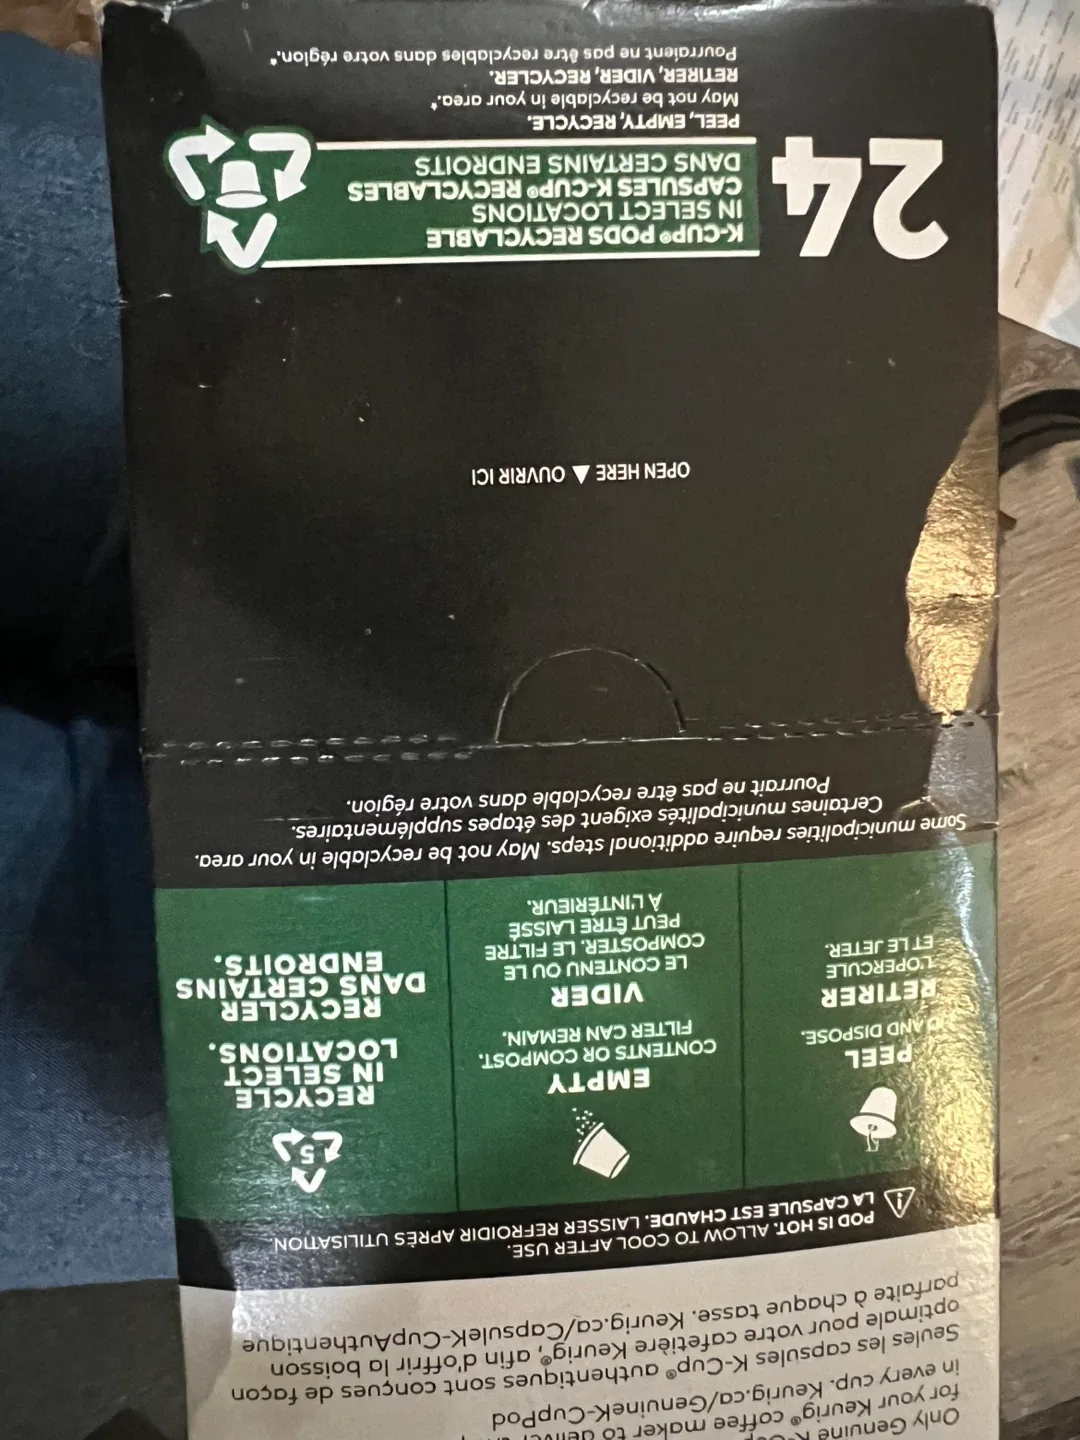 Only Genuine
for your Keurig® coffee maker to deliver
in every cup. Keurig.ca/GenuineK-CupPod
Seules les capsules K-Cup® authentiques sont conçues de façon
optimale pour votre cafetière Keurig®, afin d'offrir la boisson
parfaite à chaque tasse. Keurig.ca/CapsuleK-CupAuthentique
POD IS HOT. ALLOW TO COOL AFTER USE.
LA CAPSULE EST CHAUDE. LAISSER REFROIDIR APRÈS UTILISATION
PEEL
AND DISPOSE.
RETIRER
L'OPERCULE
ET LE JETER.
EMPTY
CONTENTS OR COMPOST.
FILTER CAN REMAIN.
VIDER
LE CONTENU OU LE
COMPOSTER. LE FILTRE
PEUT ÊTRE LAISSÉ
À L'INTÉRIEUR.
5
RECYCLE
IN SELECT
LOCATIONS.
RECYCLER
DANS CERTAINS
ENDROITS.
Some municipalities require additional steps. May not be recyclable in your area.
Certaines municipalités exigent des étapes supplémentaires.
Pourrait ne pas être recyclable dans votre région.
OPEN HERE ▲ OUVRIR ICI
24
K-CUP® PODS RECYCLABLE
IN SELECT LOCATIONS
CAPSULES K-CUP® RECYCLABLES
DANS CERTAINS ENDROITS
PEEL, EMPTY, RECYCLE.
May not be recyclable in your area.*
RETIRER, VIDER, RECYCLER.
Pourraient ne pas être recyclables dans votre région.*